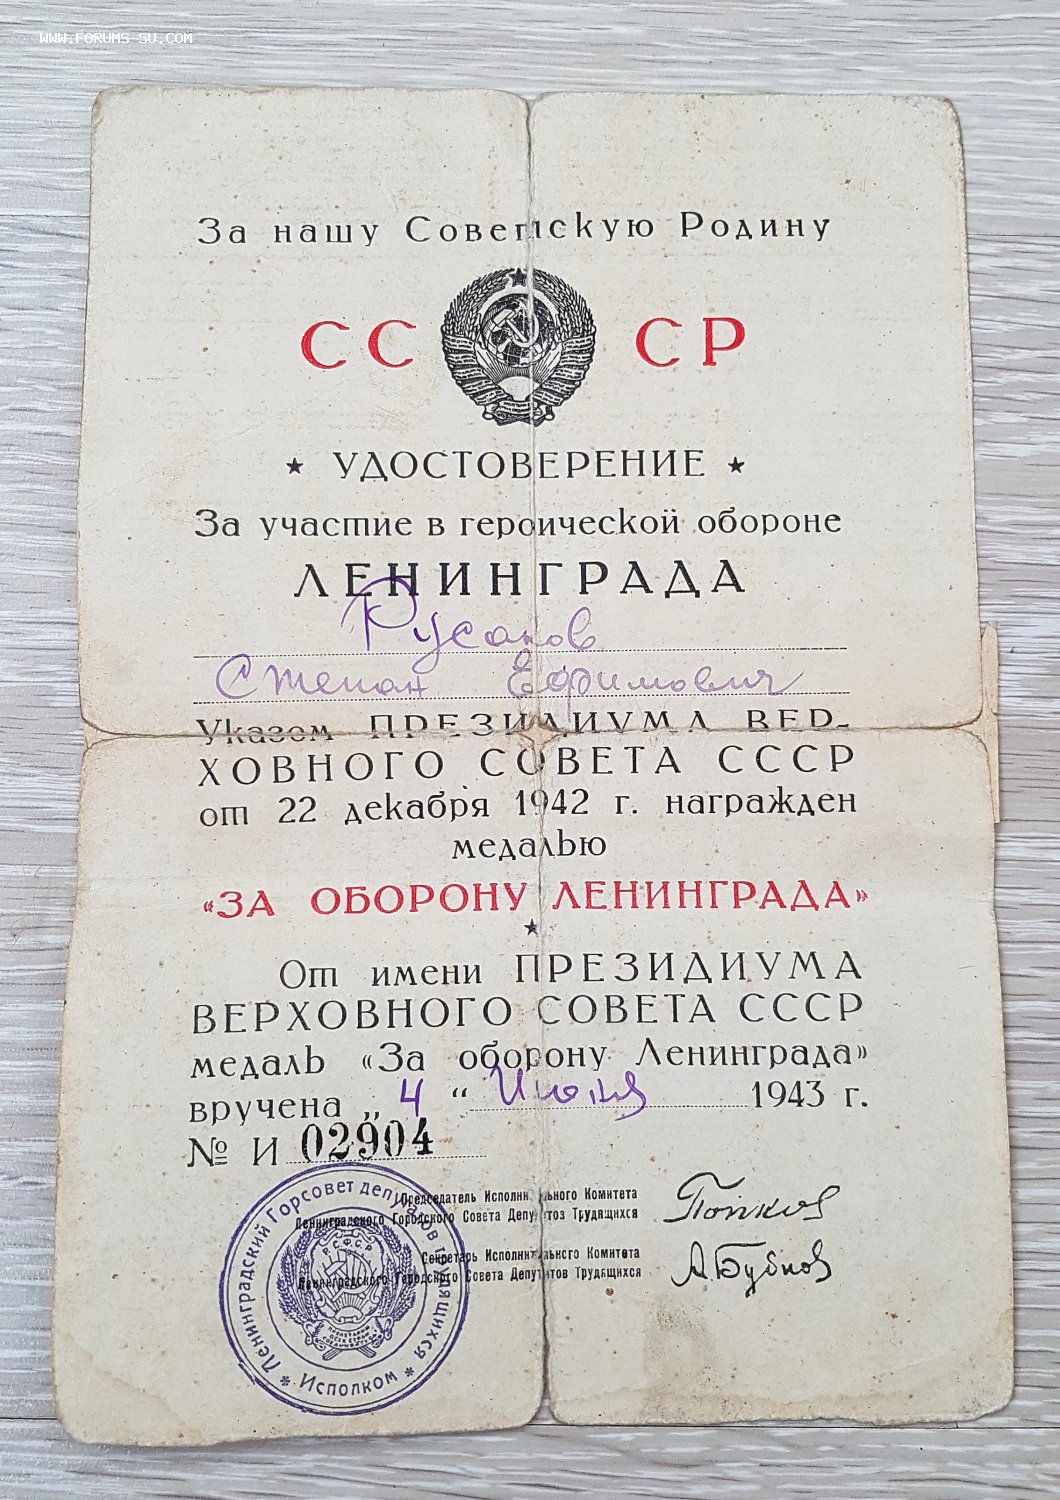 WWW.FORUMS-SU.COM
За нашу Советскую Родину
СС СР
★ УДОСТОВЕРЕНИЕ ★
За участие в героической обороне
ЛЕНИНГРАДА
Русаков
Степан Ефимович
Указом ПРЕЗИДИУМА ВЕР-
ХОВНОГО СОВЕТА СССР
от 22 декабря 1942 г. награжден
медалью
«ЗА ОБОРОНУ ЛЕНИНГРАДА»
★
От имени ПРЕЗИДИУМА
ВЕРХОВНОГО СОВЕТА СССР
медаль «За оборону Ленинграда»
вручена „ 4 “ Июня 1943 г.
№ И 02904
Председатель Исполнительного Комитета
Ленинградского Городского Совета Депутатов Трудящихся
Попков
Секретарь Исполнительного Комитета
Ленинградского Городского Совета Депутатов Трудящихся
А. Бубнов
Ленинградский Горсовет депутатов трудящихся
* Исполком *
Р.С.Ф.С.Р.